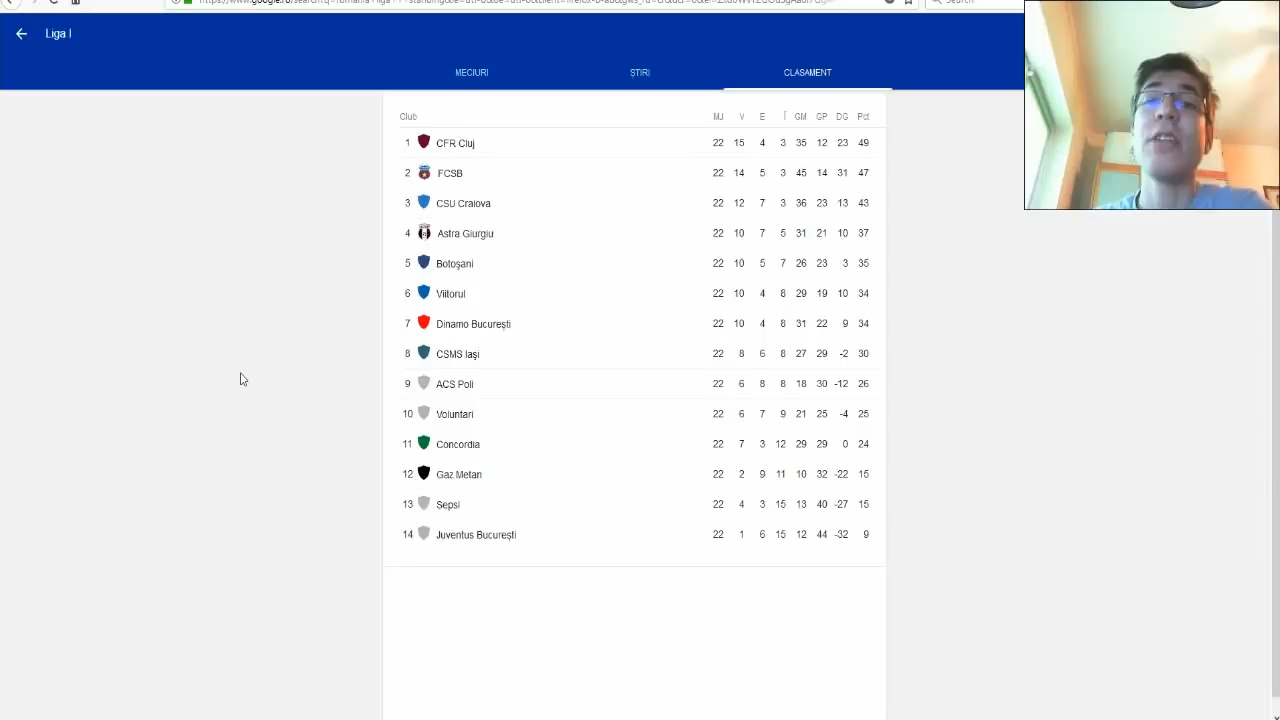 Liga I
MECIURI ȘTIRI CLASAMENT
Club MJ V E Î GM GP DG Pct
1 CFR Cluj 22 15 4 3 35 12 23 49
2 FCSB 22 14 5 3 45 14 31 47
3 CSU Craiova 22 12 7 3 36 23 13 43
4 Astra Giurgiu 22 10 7 5 31 21 10 37
5 Botoșani 22 10 5 7 26 23 3 35
6 Viitorul 22 10 4 8 29 19 10 34
7 Dinamo București 22 10 4 8 31 22 9 34
8 CSMS Iași 22 8 6 8 27 29 -2 30
9 ACS Poli 22 6 8 8 18 30 -12 26
10 Voluntari 22 6 7 9 21 25 -4 25
11 Concordia 22 7 3 12 29 29 0 24
12 Gaz Metan 22 2 9 11 10 32 -22 15
13 Sepsi 22 4 3 15 13 40 -27 15
14 Juventus București 22 1 6 15 12 44 -32 9